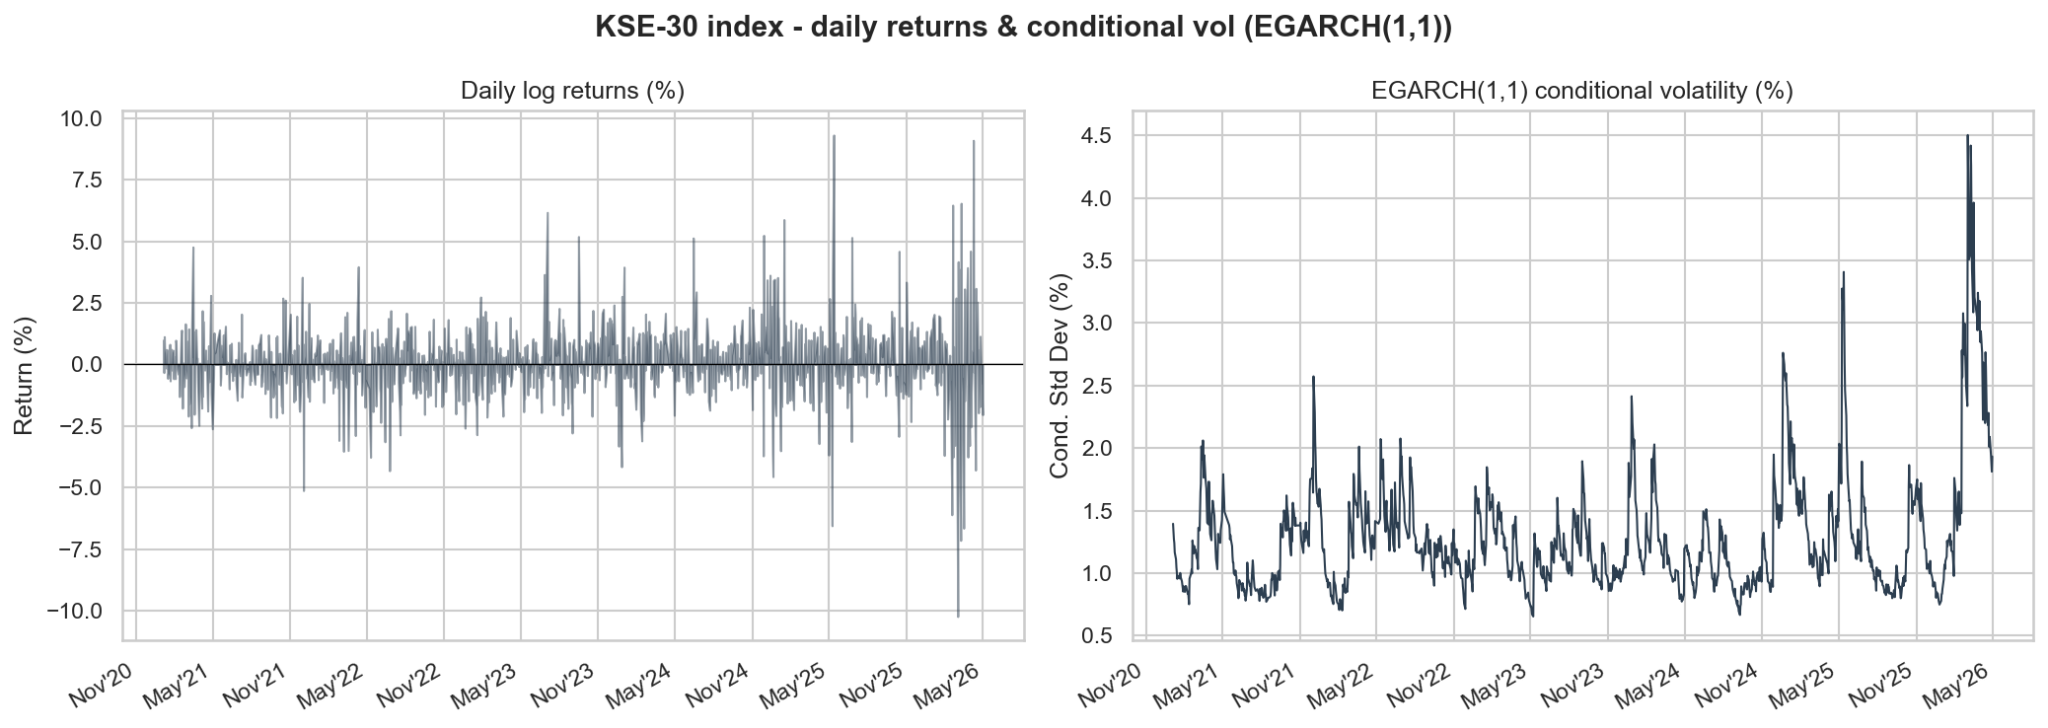 KSE-30 index - daily returns & conditional vol (EGARCH(1,1))
Daily log returns (%)
Return (%)
10.0
7.5
5.0
2.5
0.0
−2.5
−5.0
−7.5
−10.0
Nov'20
May'21
Nov'21
May'22
Nov'22
May'23
Nov'23
May'24
Nov'24
May'25
Nov'25
May'26
EGARCH(1,1) conditional volatility (%)
Cond. Std Dev (%)
4.5
4.0
3.5
3.0
2.5
2.0
1.5
1.0
0.5
Nov'20
May'21
Nov'21
May'22
Nov'22
May'23
Nov'23
May'24
Nov'24
May'25
Nov'25
May'26